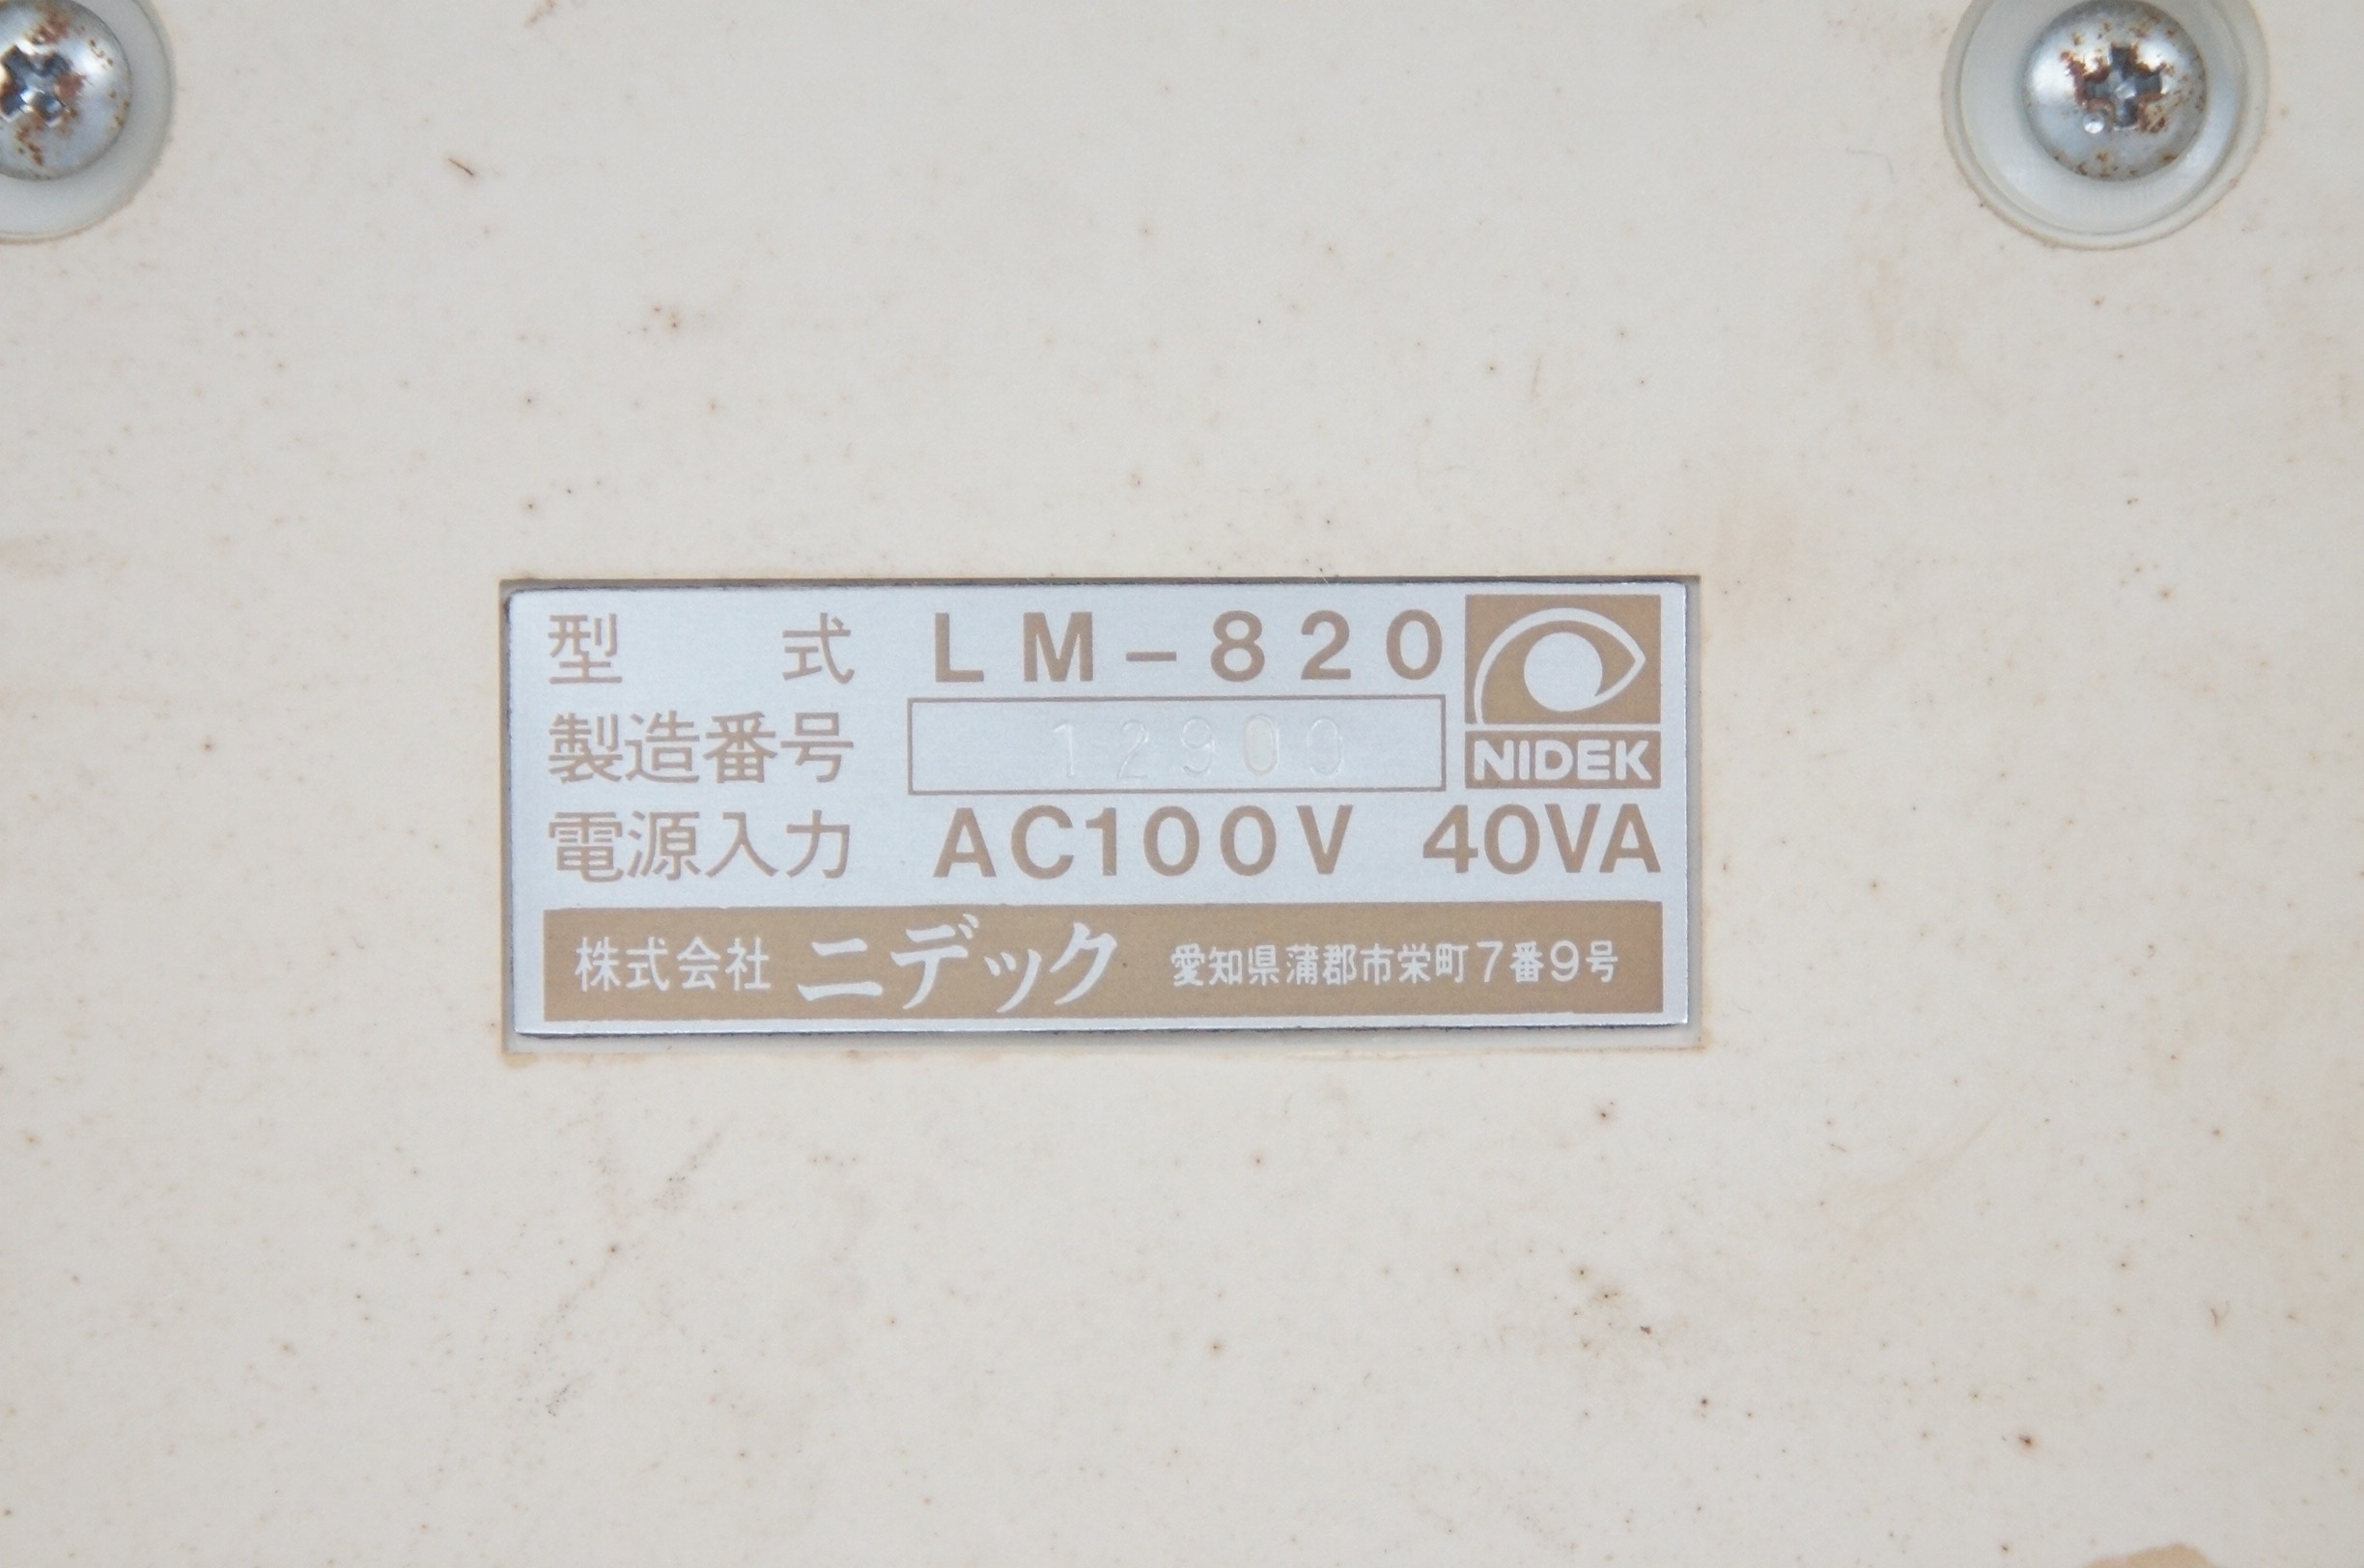 型式 LM-820
製造番号 12900
NIDEK
電源入力 AC100V 40VA
株式会社 ニデック 愛知県蒲郡市栄町7番9号